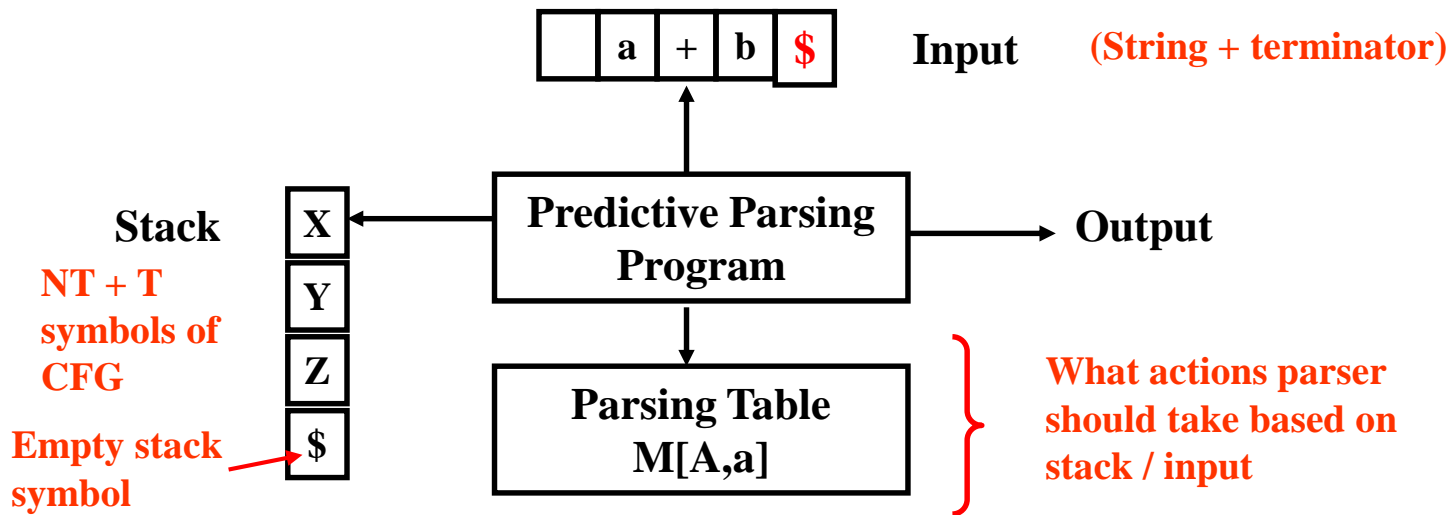 a + b $ Input (String + terminator)
Stack
X
Y
Z
$
NT + T
symbols of
CFG
Empty stack
symbol
Predictive Parsing
Program
Output
Parsing Table
M[A,a]
What actions parser
should take based on
stack / input